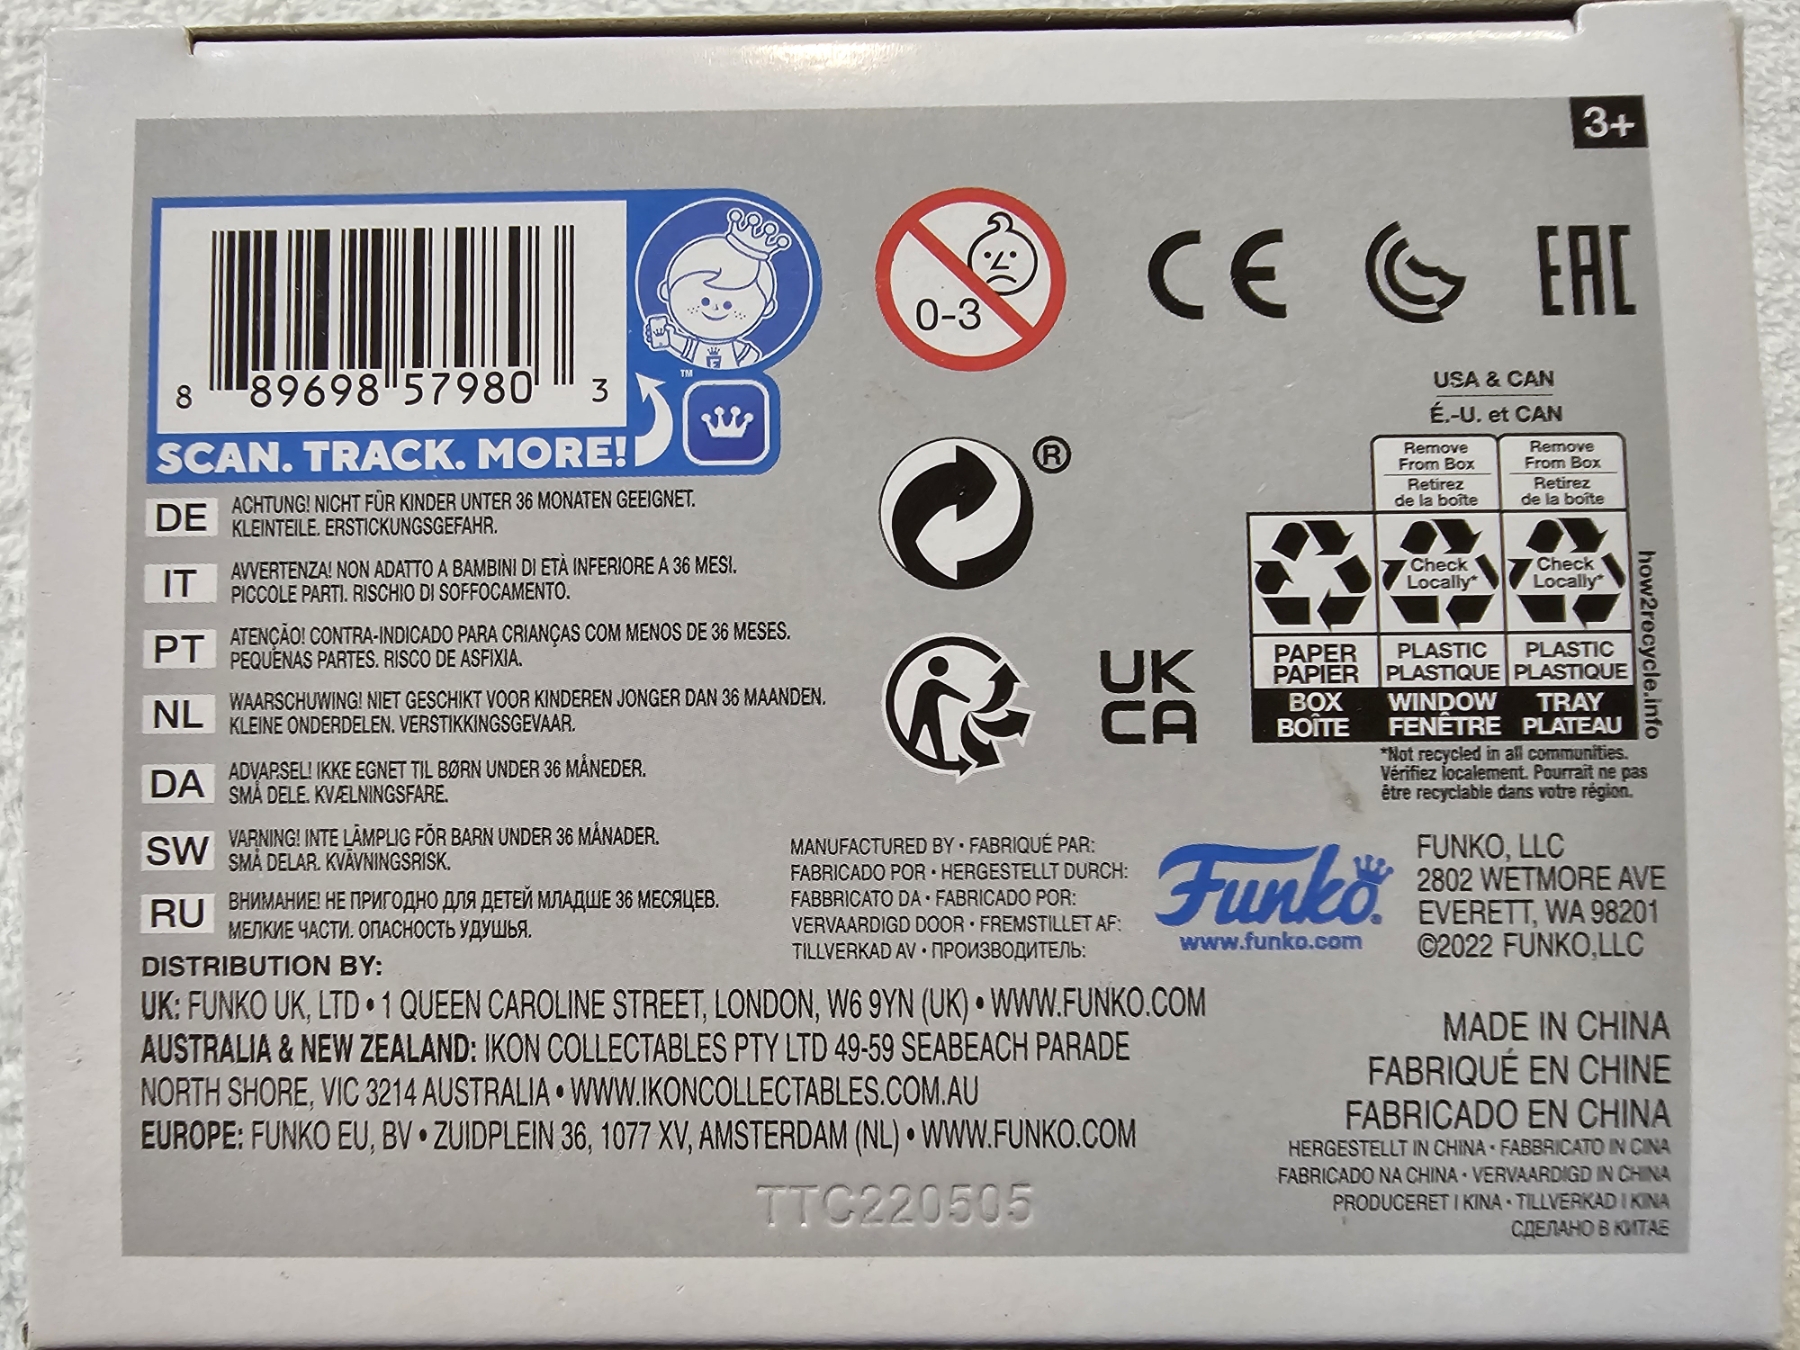 3+
8 89698 57980 3
™
SCAN. TRACK. MORE!
0-3
CE
EAC
®
USA & CAN
É.-U. et CAN
Remove
From Box
Retirez
de la boîte
Remove
From Box
Retirez
de la boîte
Check
Locally*
Check
Locally*
PAPER
PAPIER
PLASTIC
PLASTIQUE
PLASTIC
PLASTIQUE
BOX
BOÎTE
WINDOW
FENÊTRE
TRAY
PLATEAU
how2recycle.info
*Not recycled in all communities.
Vérifiez localement. Pourrait ne pas
être recyclable dans votre région.
UK
CA
DE ACHTUNG! NICHT FÜR KINDER UNTER 36 MONATEN GEEIGNET.
KLEINTEILE. ERSTICKUNGSGEFAHR.
IT AVVERTENZA! NON ADATTO A BAMBINI DI ETÀ INFERIORE A 36 MESI.
PICCOLE PARTI. RISCHIO DI SOFFOCAMENTO.
PT ATENÇÃO! CONTRA-INDICADO PARA CRIANÇAS COM MENOS DE 36 MESES.
PEQUENAS PARTES. RISCO DE ASFIXIA.
NL WAARSCHUWING! NIET GESCHIKT VOOR KINDEREN JONGER DAN 36 MAANDEN.
KLEINE ONDERDELEN. VERSTIKKINGSGEVAAR.
DA ADVARSEL! IKKE EGNET TIL BØRN UNDER 36 MÅNEDER.
SMÅ DELE. KVÆLNINGSFARE.
SW VARNING! INTE LÄMPLIG FÖR BARN UNDER 36 MÅNADER.
SMÅ DELAR. KVÄVNINGSRISK.
RU ВНИМАНИЕ! НЕ ПРИГОДНО ДЛЯ ДЕТЕЙ МЛАДШЕ 36 МЕСЯЦЕВ.
МЕЛКИЕ ЧАСТИ. ОПАСНОСТЬ УДУШЬЯ.
MANUFACTURED BY • FABRIQUÉ PAR:
FABRICADO POR • HERGESTELLT DURCH:
FABBRICATO DA • FABRICADO POR:
VERVAARDIGD DOOR • FREMSTILLET AF:
TILLVERKAD AV • ПРОИЗВОДИТЕЛЬ:
Funko
www.funko.com
FUNKO, LLC
2802 WETMORE AVE
EVERETT, WA 98201
©2022 FUNKO,LLC
DISTRIBUTION BY:
UK: FUNKO UK, LTD • 1 QUEEN CAROLINE STREET, LONDON, W6 9YN (UK) • WWW.FUNKO.COM
AUSTRALIA & NEW ZEALAND: IKON COLLECTABLES PTY LTD 49-59 SEABEACH PARADE
NORTH SHORE, VIC 3214 AUSTRALIA • WWW.IKONCOLLECTABLES.COM.AU
EUROPE: FUNKO EU, BV • ZUIDPLEIN 36, 1077 XV, AMSTERDAM (NL) • WWW.FUNKO.COM
MADE IN CHINA
FABRIQUÉ EN CHINE
FABRICADO EN CHINA
HERGESTELLT IN CHINA • FABBRICATO IN CINA
FABRICADO NA CHINA • VERVAARDIGD IN CHINA
PRODUCERET I KINA • TILLVERKAD I KINA
СДЕЛАНО В КИТАЕ
TTC220505